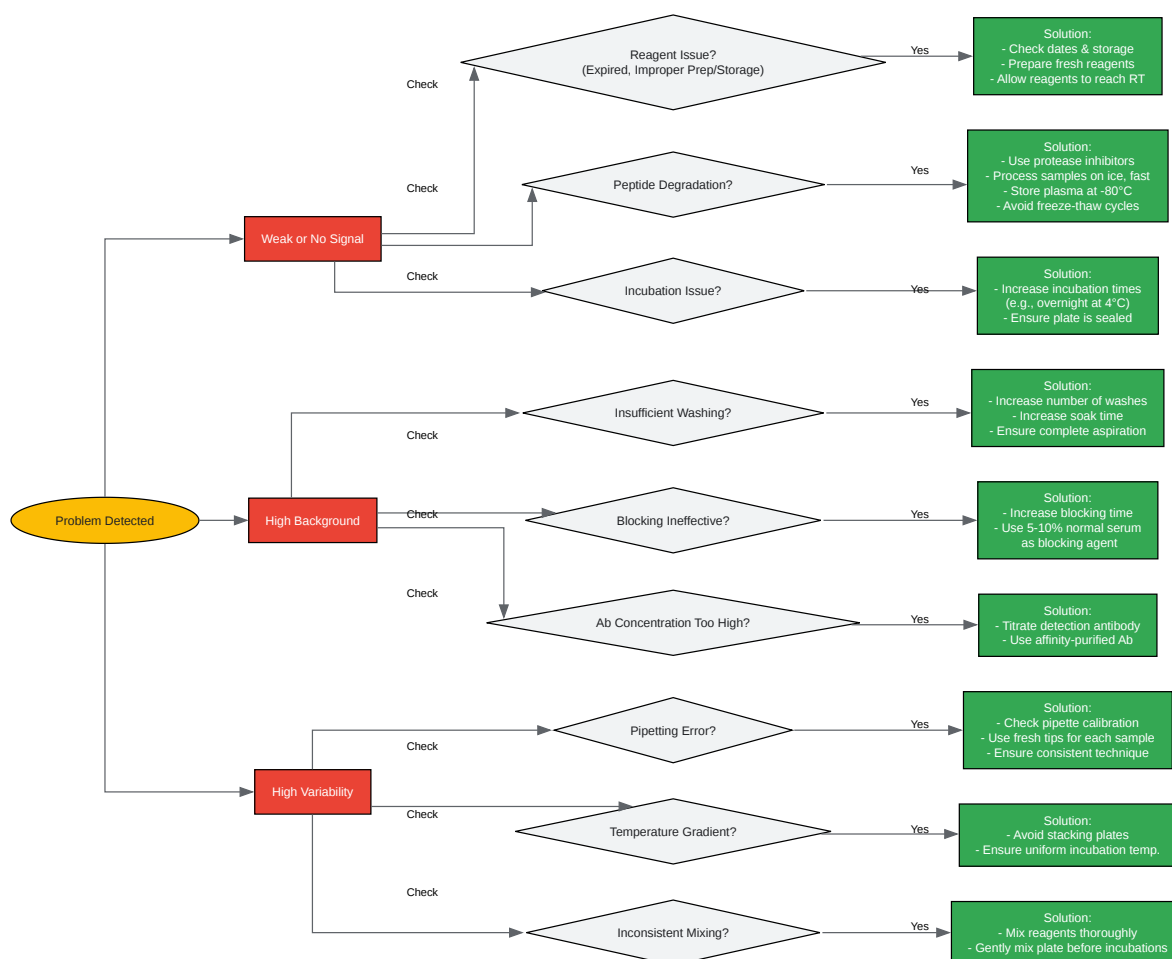 Reagent Issue?
(Expired, Improper Prep/Storage)
Check
Yes
Solution:
- Check dates & storage
- Prepare fresh reagents
- Allow reagents to reach RT
Peptide Degradation?
Check
Yes
Solution:
- Use protease inhibitors
- Process samples on ice, fast
- Store plasma at -80°C
- Avoid freeze-thaw cycles
Weak or No Signal
Check
Incubation Issue?
Yes
Solution:
- Increase incubation times
(e.g., overnight at 4°C)
- Ensure plate is sealed
Insufficient Washing?
Check
Yes
Solution:
- Increase number of washes
- Increase soak time
- Ensure complete aspiration
Problem Detected
High Background
Check
Blocking Ineffective?
Yes
Solution:
- Increase blocking time
- Use 5-10% normal serum
as blocking agent
Check
Ab Concentration Too High?
Yes
Solution:
- Titrate detection antibody
- Use affinity-purified Ab
Pipetting Error?
Check
Yes
Solution:
- Check pipette calibration
- Use fresh tips for each sample
- Ensure consistent technique
High Variability
Check
Temperature Gradient?
Yes
Solution:
- Avoid stacking plates
- Ensure uniform incubation temp.
Check
Inconsistent Mixing?
Yes
Solution:
- Mix reagents thoroughly
- Gently mix plate before incubations